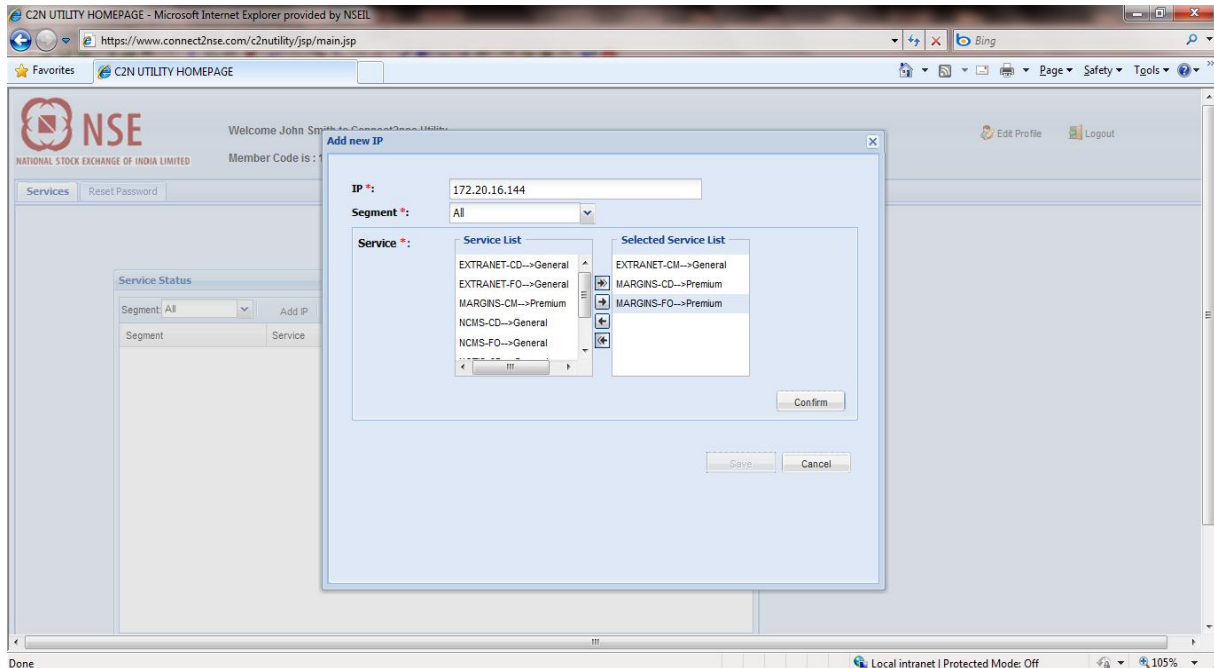 C2N UTILITY HOMEPAGE - Microsoft Internet Explorer provided by NSEIL
https://www.connect2nse.com/c2nutility/jsp/main.jsp
Bing
Favorites
C2N UTILITY HOMEPAGE
Page
Safety
Tools
NSE
NATIONAL STOCK EXCHANGE OF INDIA LIMITED
Welcome John Smith to Connect2nse Utility
Member Code is :
Edit Profile
Logout
Services
Reset Password
Service Status
Segment: All
Add IP
Segment
Service
Add new IP
IP *:
172.20.16.144
Segment *:
All
Service *:
Service List
EXTRANET-CD-->General
EXTRANET-FO-->General
MARGINS-CM-->Premium
NCMS-CD-->General
NCMS-FO-->General
Selected Service List
EXTRANET-CM-->General
MARGINS-CD-->Premium
MARGINS-FO-->Premium
Confirm
Save
Cancel
Done
Local intranet | Protected Mode: Off
105%